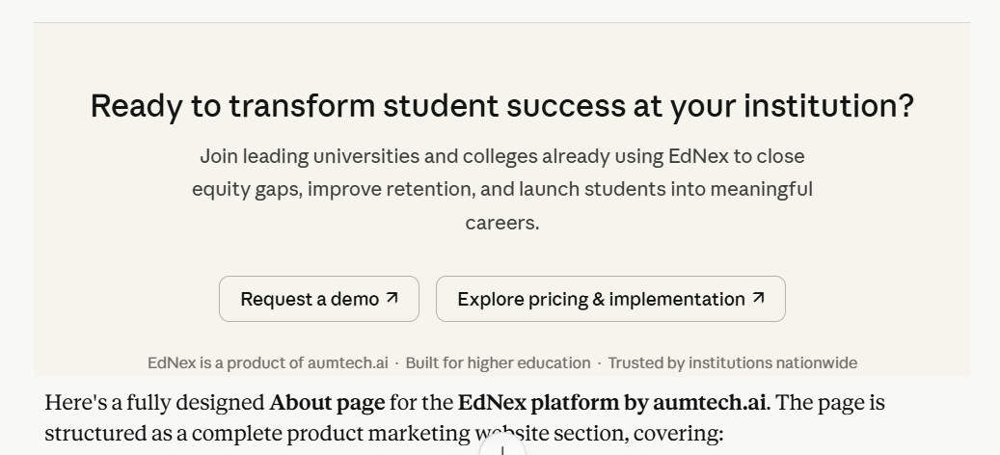 Ready to transform student success at your institution?
Join leading universities and colleges already using EdNex to close
equity gaps, improve retention, and launch students into meaningful
careers.
Request a demo ↗ Explore pricing & implementation ↗
EdNex is a product of aumtech.ai · Built for higher education · Trusted by institutions nationwide
Here's a fully designed About page for the EdNex platform by aumtech.ai. The page is
structured as a complete product marketing website section, covering: